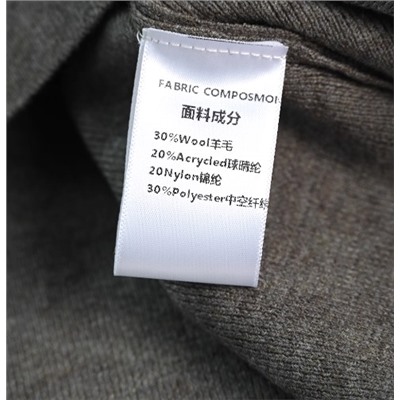 FABRIC COMPOSMOI
面料成分
30%Wool羊毛
20%Acrycled球晴纶
20Nylon锦纶
30%Polyester中空纤维